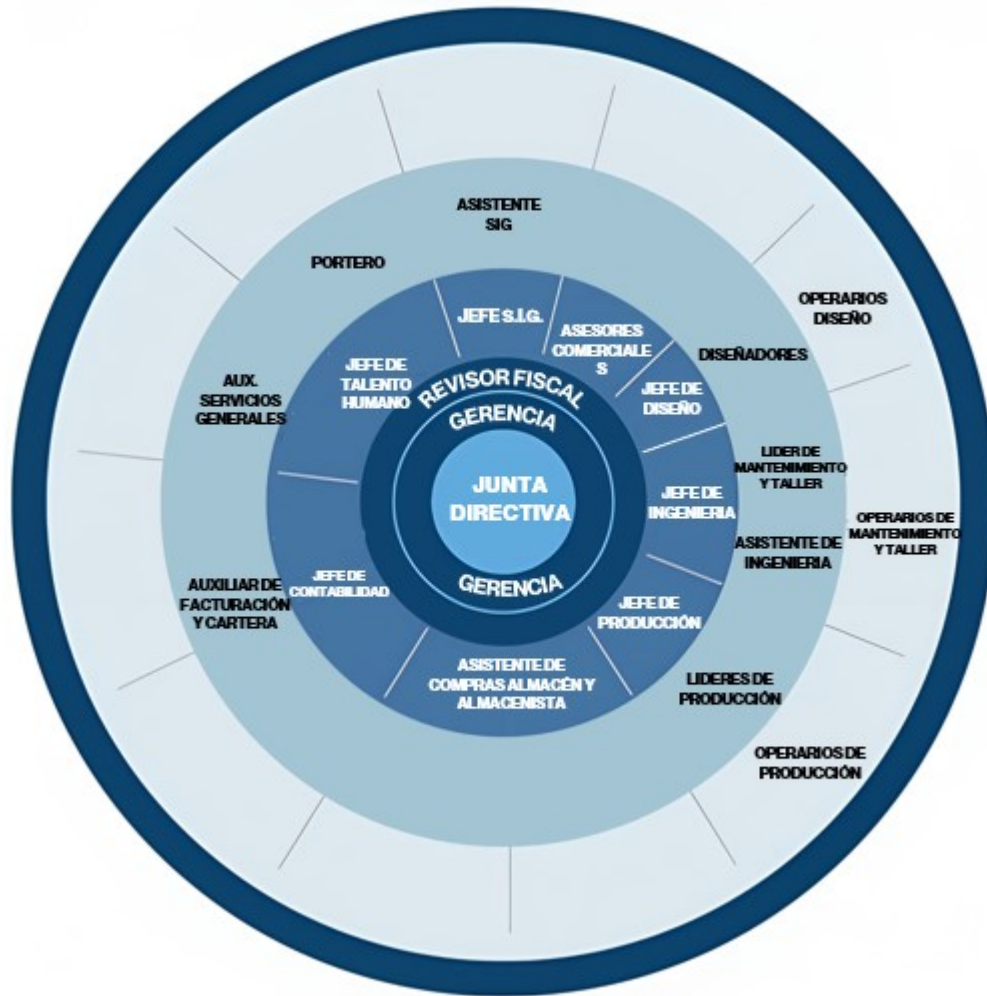 ASISTENTE
SIG
PORTERO
OPERARIOS
DISEÑO
JEFE S.I.G.
ASESORES
COMERCIALE
S
DISEÑADORES
JEFE DE
TALENTO
HUMANO
REVISOR FISCAL
JEFE DE
DISEÑO
AUX.
SERVICIOS
GENERALES
GERENCIA
JUNTA
DIRECTIVA
LIDER DE
MANTENIMIENTO
Y TALLER
JEFE DE
INGENIERIA
OPERARIOS DE
MANTENIMIENTO
Y TALLER
ASISTENTE DE
INGENIERIA
GERENCIA
JEFE DE
CONTABILIDAD
AUXILIAR DE
FACTURACIÓN
Y CARTERA
JEFE DE
PRODUCCIÓN
ASISTENTE DE
COMPRAS ALMACÉN Y
ALMACENISTA
LIDERES DE
PRODUCCIÓN
OPERARIOS DE
PRODUCCIÓN